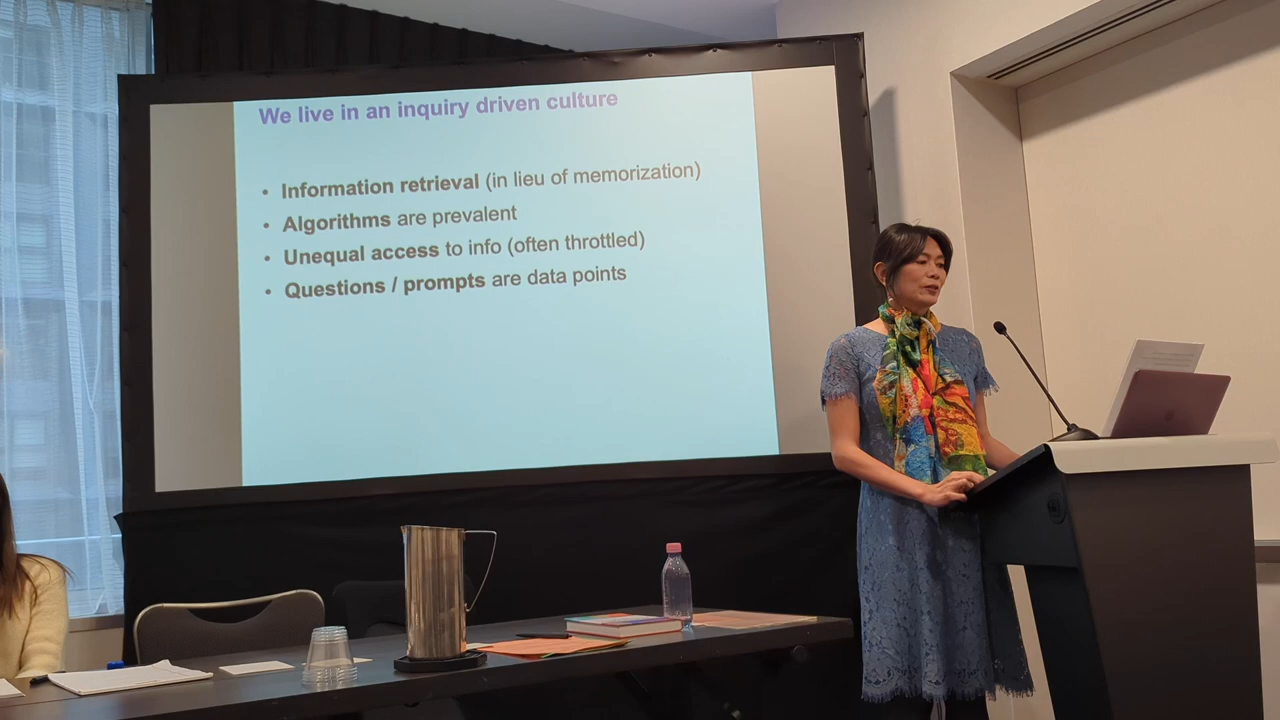 We live in an inquiry driven culture
• Information retrieval (in lieu of memorization)
• Algorithms are prevalent
• Unequal access to info (often throttled)
• Questions / prompts are data points